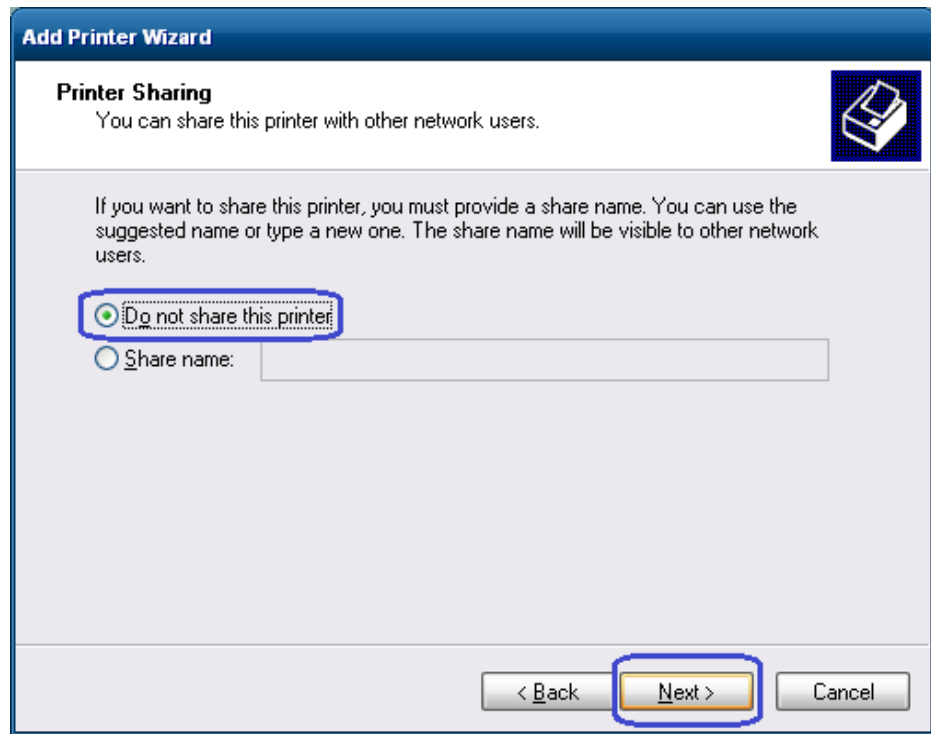 Add Printer Wizard
Printer Sharing
You can share this printer with other network users.
If you want to share this printer, you must provide a share name. You can use the
suggested name or type a new one. The share name will be visible to other network
users.
Do not share this printer
Share name:
< Back Next > Cancel